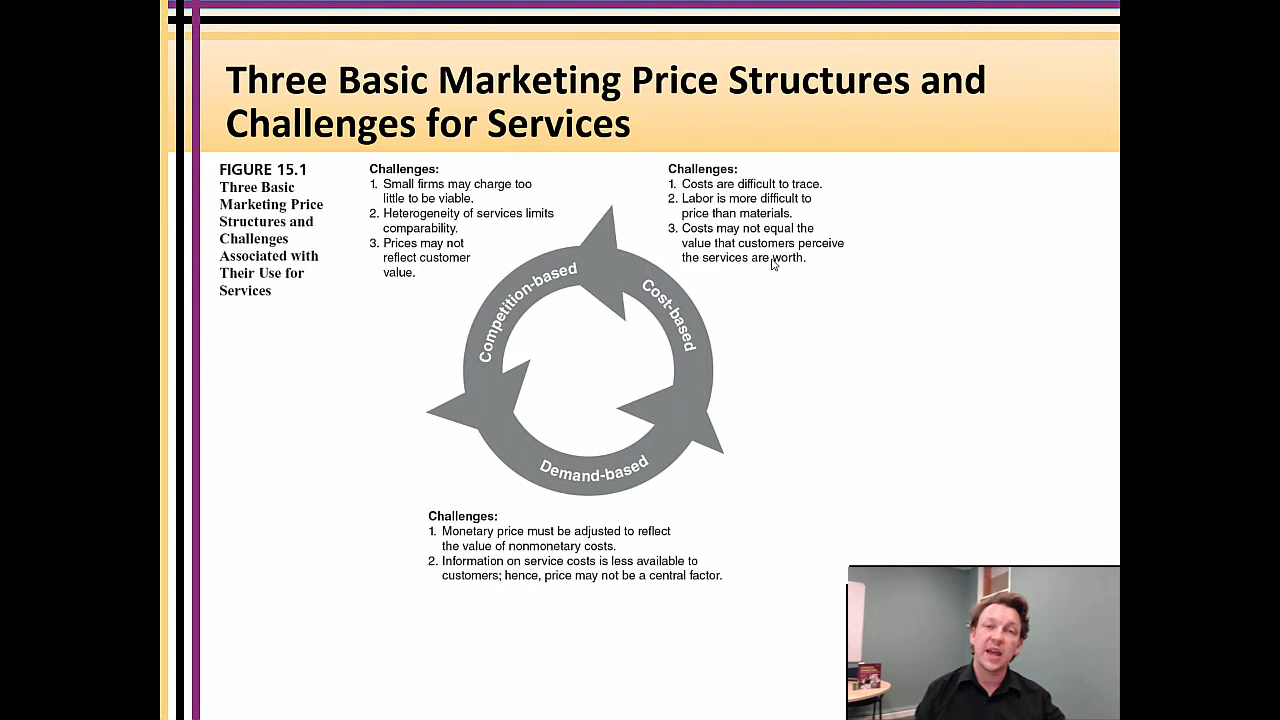 Three Basic Marketing Price Structures and
Challenges for Services
FIGURE 15.1
Three Basic
Marketing Price
Structures and
Challenges
Associated with
Their Use for
Services
Challenges:
1. Small firms may charge too
little to be viable.
2. Heterogeneity of services limits
comparability.
3. Prices may not
reflect customer
value.
Challenges:
1. Costs are difficult to trace.
2. Labor is more difficult to
price than materials.
3. Costs may not equal the
value that customers perceive
the services are worth.
Competition-based
Cost-based
Demand-based
Challenges:
1. Monetary price must be adjusted to reflect
the value of nonmonetary costs.
2. Information on service costs is less available to
customers; hence, price may not be a central factor.